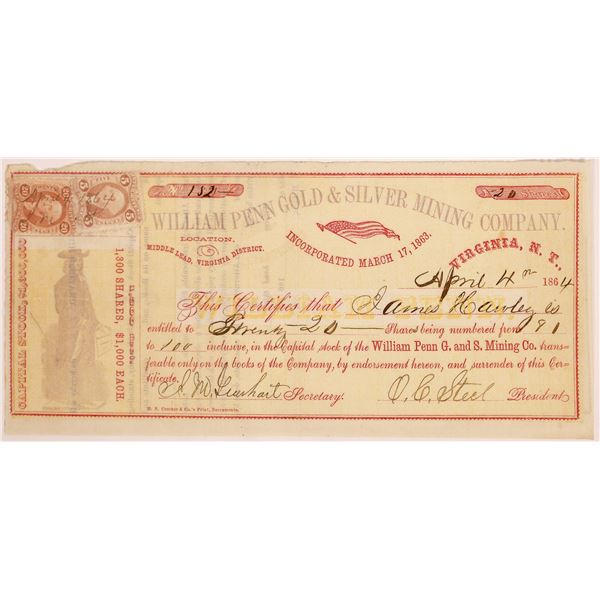 No. 182
20 Shares
WILLIAM PENN GOLD & SILVER MINING COMPANY.
LOCATION,
MIDDLE LEAD, VIRGINIA DISTRICT.
INCORPORATED MARCH 17, 1863.
VIRGINIA, N. T.,
April 4th 1864
This Certifies that James Hawley is
entitled to Twenty 20 Shares being numbered from 81
to 100 inclusive, in the Capital stock of the William Penn G. and S. Mining Co. trans-
ferable only on the books of the Company, by endorsement hereon, and surrender of this Cer-
tificate.
Secretary.
O. C. Steel President
CAPITAL STOCK $1,300,000
1,300 SHARES, $1,000 EACH.